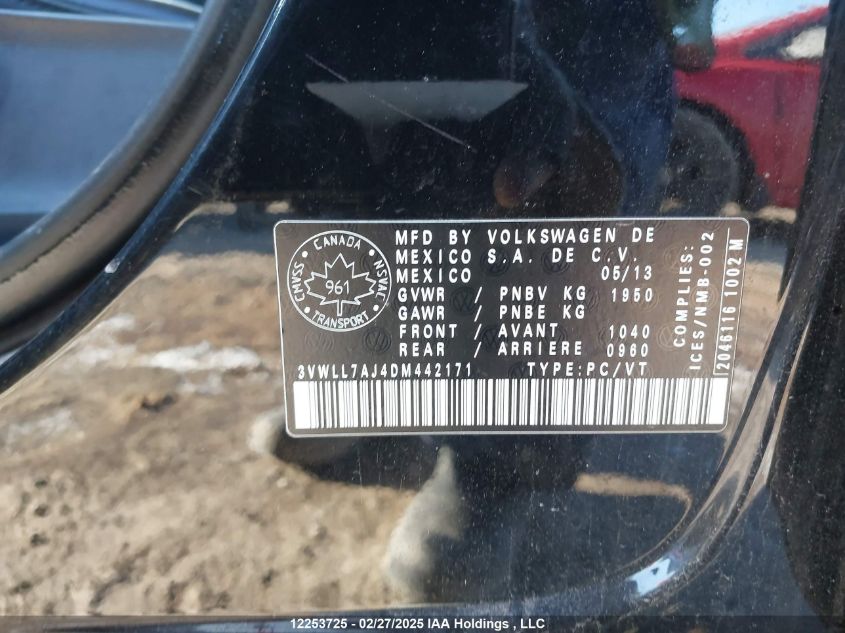 CANADA
CMVSS
NSVAC
961
TRANSPORT
MFD BY VOLKSWAGEN DE
MEXICO S.A. DE C.V.
MEXICO 05/13
GVWR / PNBV KG 1950
GAWR / PNBE KG
FRONT / AVANT 1040
REAR / ARRIERE 0960
3VWLL7AJ4DM442171 TYPE:PC/VT
COMPLIES:
ICES/NMB-002
2046116 1002 M
12253725 - 02/27/2025 IAA Holdings , LLC